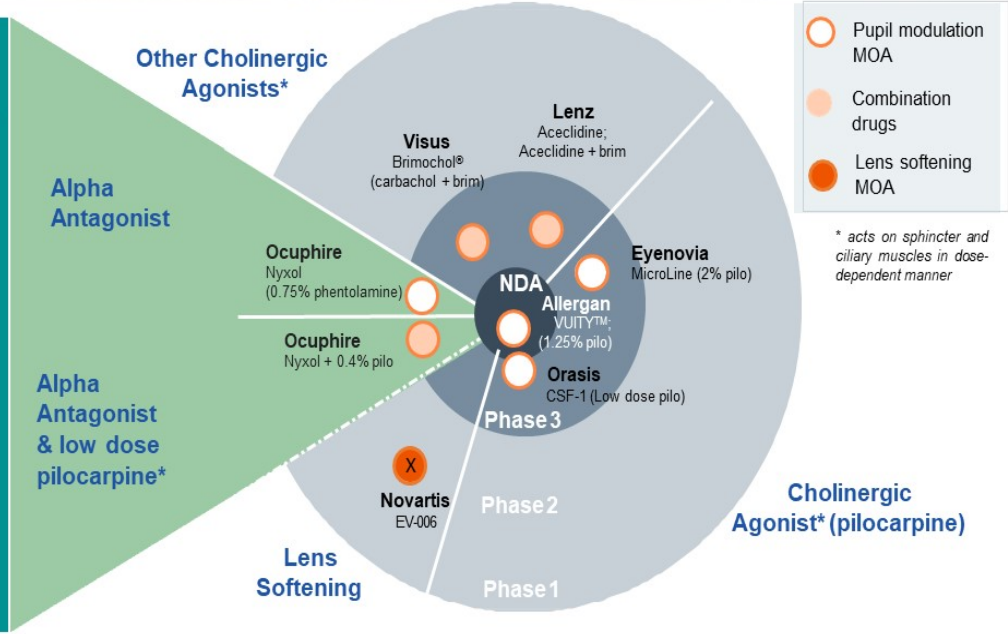 Other Cholinergic
Agonists*
Alpha
Antagonist
Visus
Brimochol®
(carbachol + brim)
Lenz
Aceclidine;
Aceclidine + brim
Ocuphire
Nyxol
(0.75% phentolamine)
Ocuphire
Nyxol + 0.4% pilo
Alpha
Antagonist
& low dose
pilocarpine*
NDA
Allergan
VUITY™;
(1.25% pilo)
Eyenovia
MicroLine (2% pilo)
Orasis
CSF-1 (Low dose pilo)
Phase 3
X
Novartis
EV-006
Phase 2
Phase 1
Lens
Softening
Cholinergic
Agonist* (pilocarpine)
Pupil modulation
MOA
Combination
drugs
Lens softening
MOA
* acts on sphincter and
ciliary muscles in dose-
dependent manner